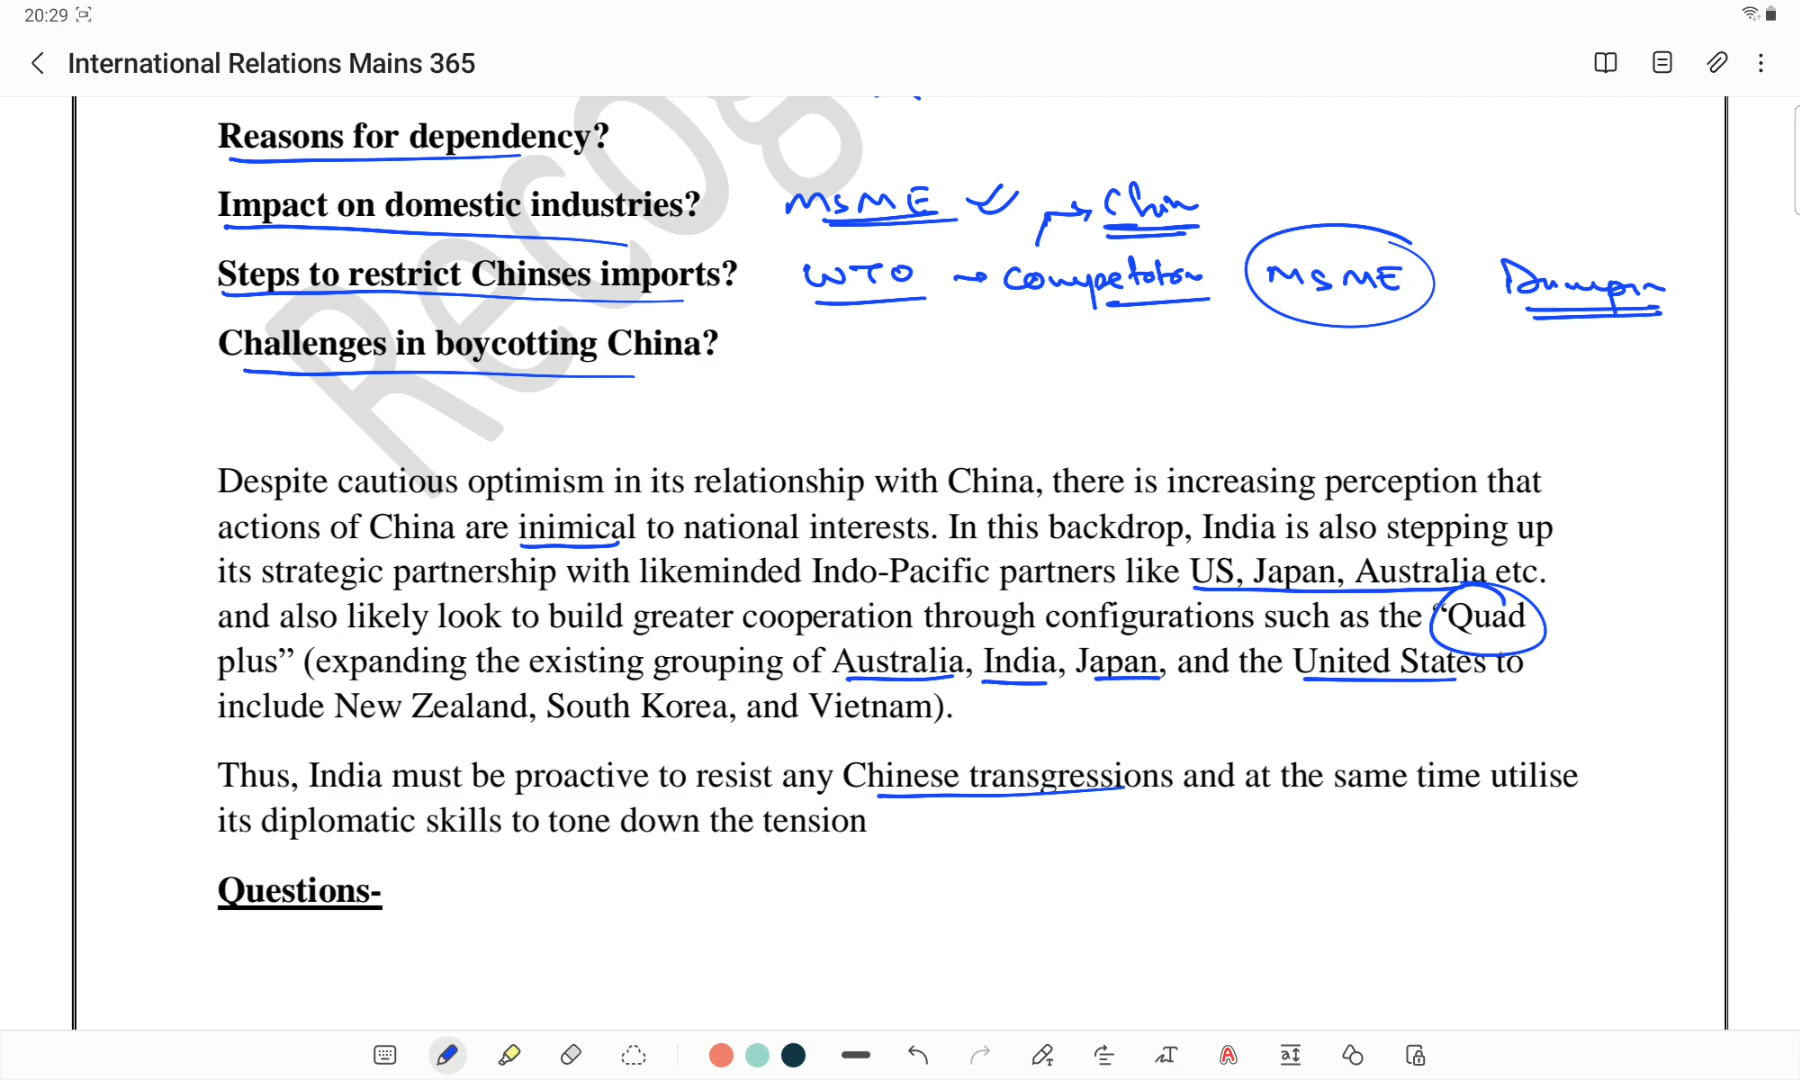 20:29
International Relations Mains 365
Reasons for dependency?
Impact on domestic industries? MSME → Chin
Steps to restrict Chinses imports? WTO → MSME
Challenges in boycotting China?
Despite cautious optimism in its relationship with China, there is increasing perception that
actions of China are inimical to national interests. In this backdrop, India is also stepping up
its strategic partnership with likeminded Indo-Pacific partners like US, Japan, Australia etc.
and also likely look to build greater cooperation through configurations such as the “Quad
plus” (expanding the existing grouping of Australia, India, Japan, and the United States to
include New Zealand, South Korea, and Vietnam).
Thus, India must be proactive to resist any Chinese transgressions and at the same time utilise
its diplomatic skills to tone down the tension
Questions-